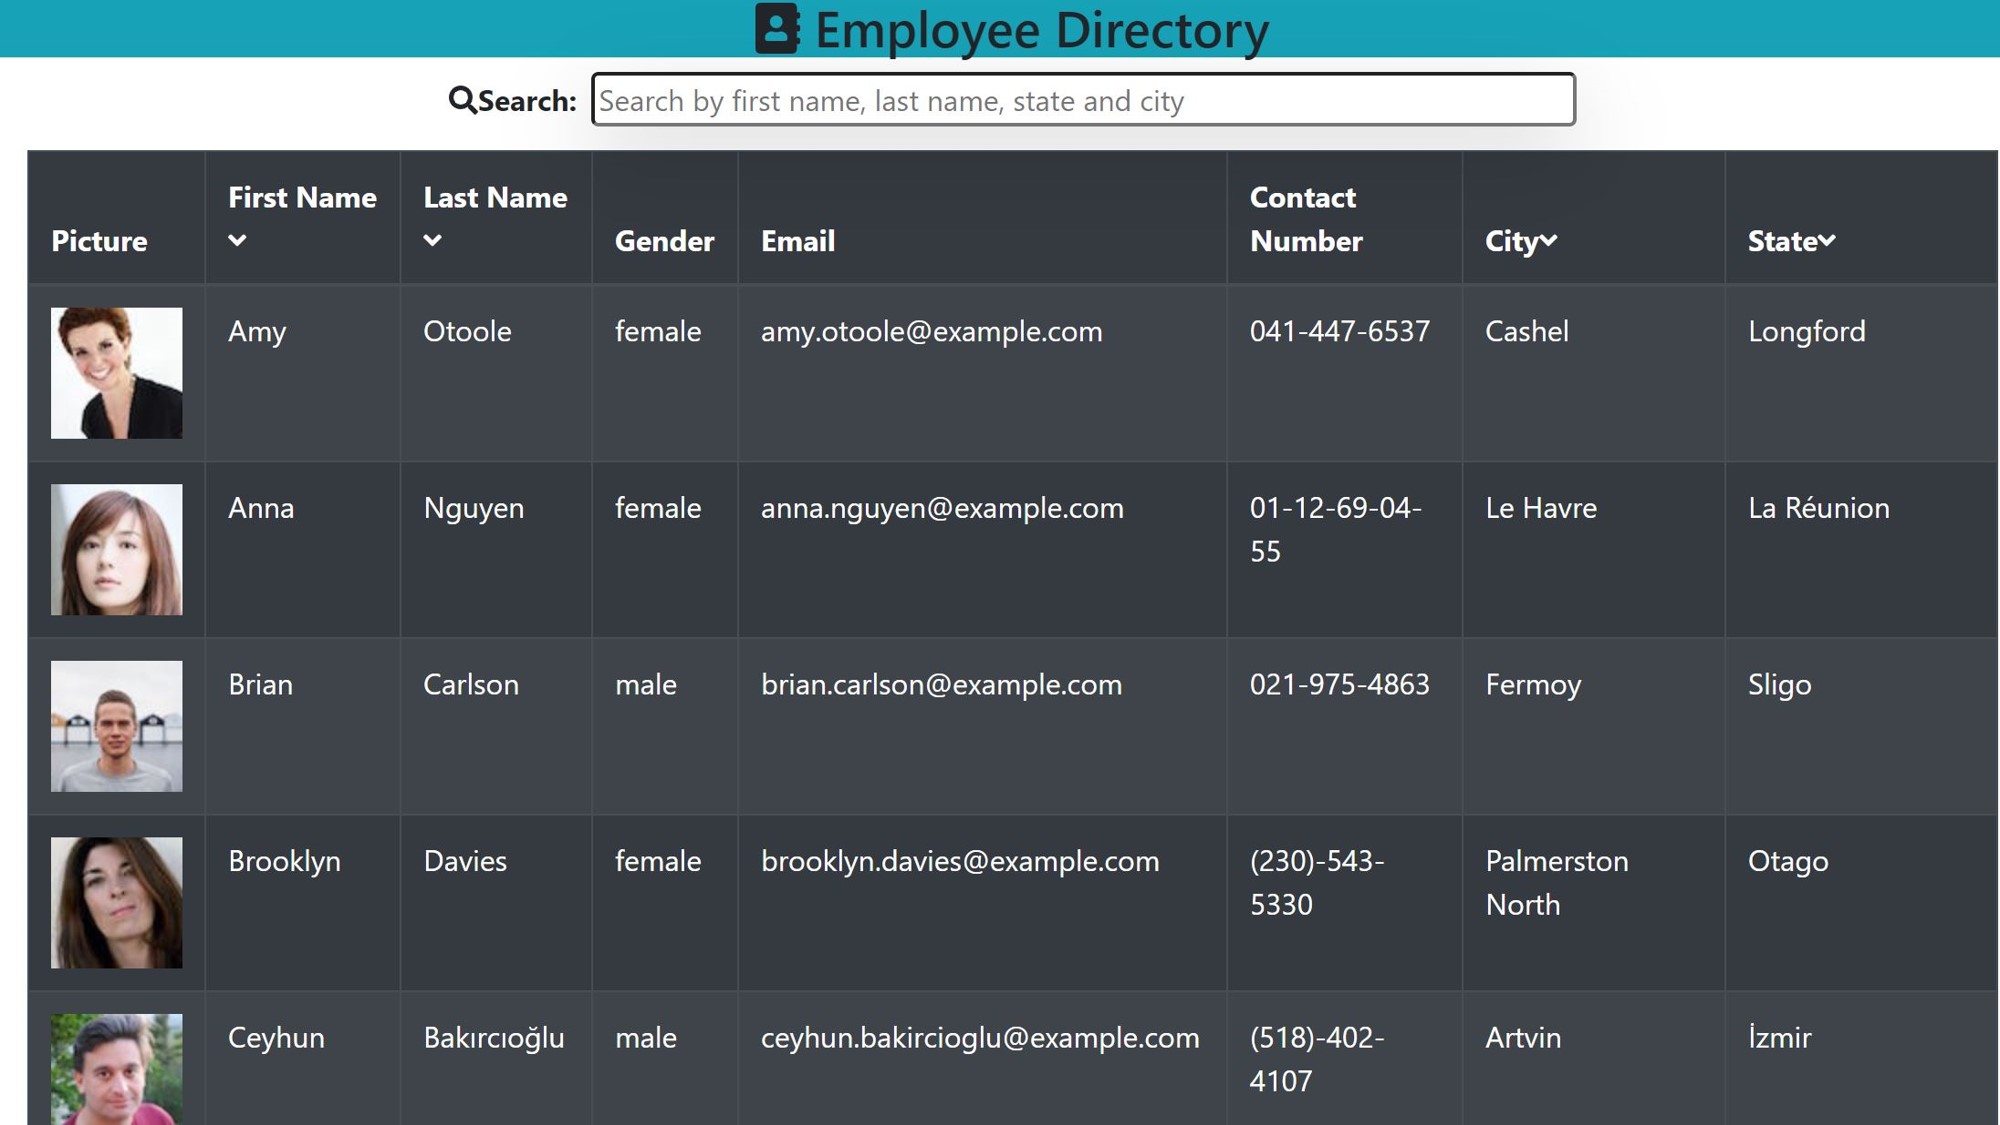 Employee Directory
Search: Search by first name, last name, state and city
Picture First Name Last Name Gender Email Contact Number City State
Amy Otoole female amy.otoole@example.com 041-447-6537 Cashel Longford
Anna Nguyen female anna.nguyen@example.com 01-12-69-04-55 Le Havre La Réunion
Brian Carlson male brian.carlson@example.com 021-975-4863 Fermoy Sligo
Brooklyn Davies female brooklyn.davies@example.com (230)-543-5330 Palmerston North Otago
Ceyhun Bakırcıoğlu male ceyhun.bakircioglu@example.com (518)-402-4107 Artvin İzmir